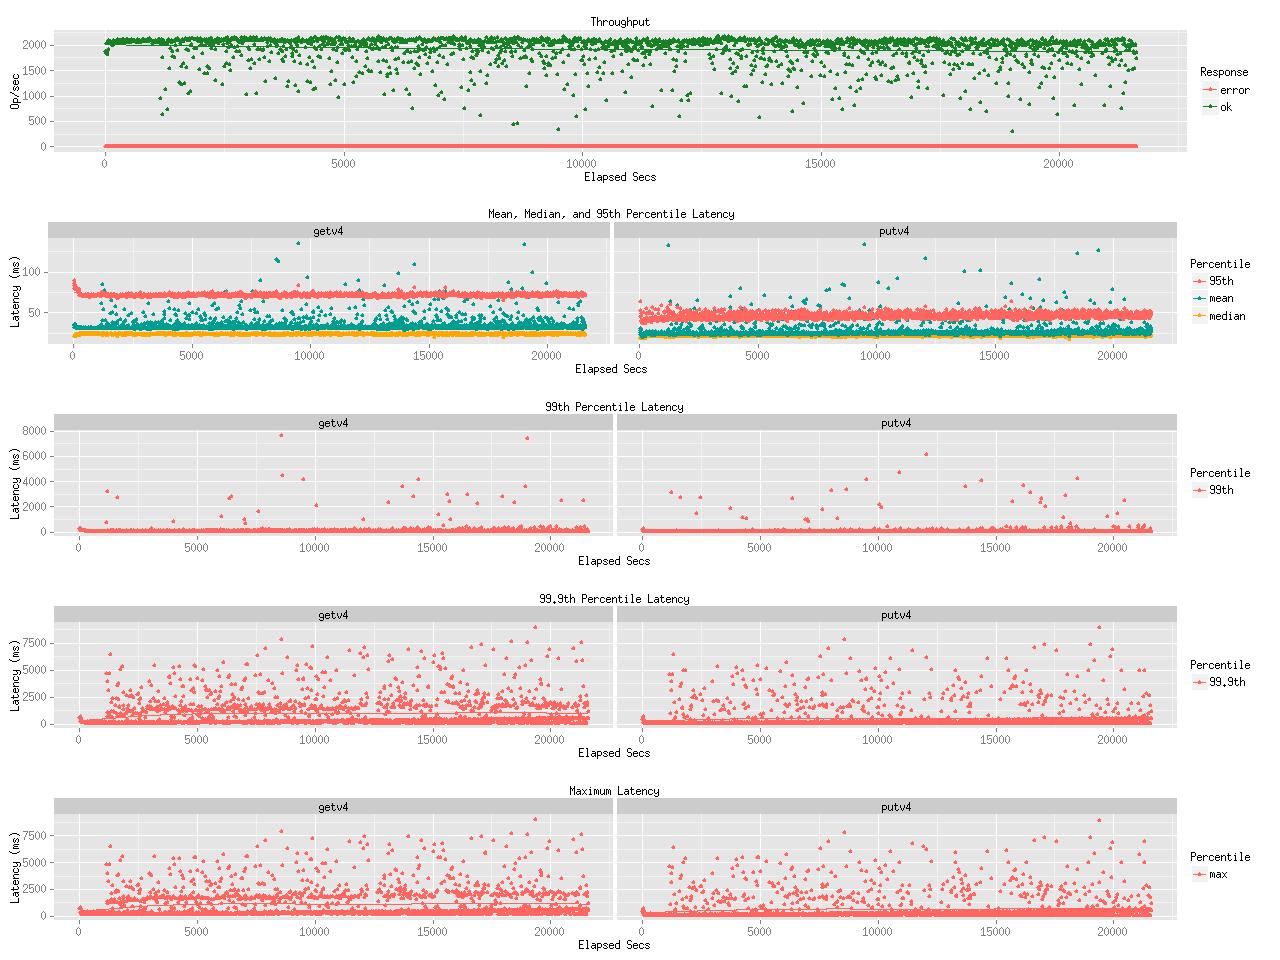 Throughput
2000
1500
1000
500
0
Op/sec
0 5000 10000 15000 20000
Elapsed Secs
Response
error
ok
Mean, Median, and 95th Percentile Latency
getv4 putv4
100
50
Latency (ms)
0 5000 10000 15000 20000 0 5000 10000 15000 20000
Elapsed Secs
Percentile
95th
mean
median
99th Percentile Latency
getv4 putv4
8000
6000
4000
2000
0
Latency (ms)
0 5000 10000 15000 20000 0 5000 10000 15000 20000
Elapsed Secs
Percentile
99th
99.9th Percentile Latency
getv4 putv4
7500
5000
2500
0
Latency (ms)
0 5000 10000 15000 20000 0 5000 10000 15000 20000
Elapsed Secs
Percentile
99.9th
Maximum Latency
getv4 putv4
7500
5000
2500
0
Latency (ms)
0 5000 10000 15000 20000 0 5000 10000 15000 20000
Elapsed Secs
Percentile
max